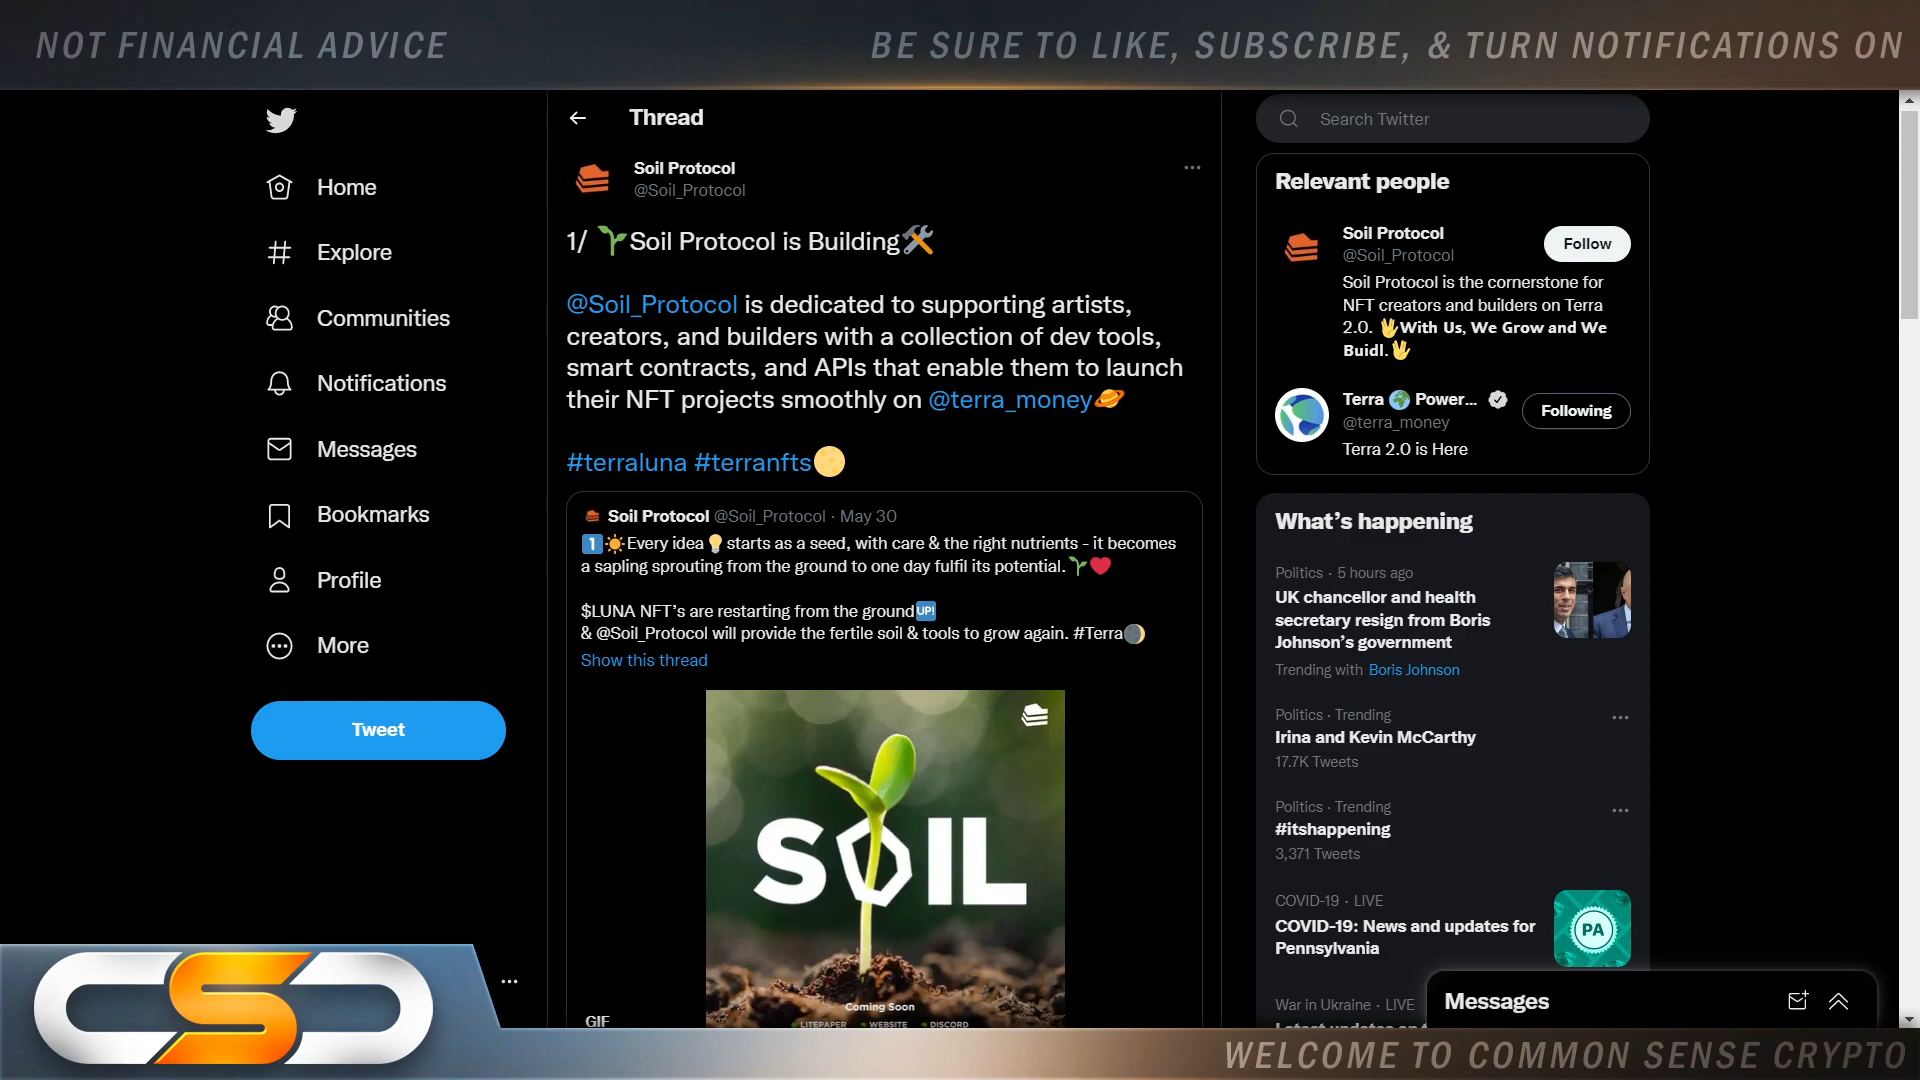 NOT FINANCIAL ADVICE
BE SURE TO LIKE, SUBSCRIBE, & TURN NOTIFICATIONS ON
Home
Explore
Communities
Notifications
Messages
Bookmarks
Profile
More
Tweet
Thread
Soil Protocol
@Soil_Protocol
1/ 🌱Soil Protocol is Building🛠️
@Soil_Protocol is dedicated to supporting artists,
creators, and builders with a collection of dev tools,
smart contracts, and APIs that enable them to launch
their NFT projects smoothly on @terra_money🪐
#terraluna #terranfts🌕
Soil Protocol @Soil_Protocol · May 30
1️⃣☀️Every idea💡starts as a seed, with care & the right nutrients - it becomes
a sapling sprouting from the ground to one day fulfil its potential.🌱❤️
$LUNA NFT’s are restarting from the ground🆙
& @Soil_Protocol will provide the fertile soil & tools to grow again. #Terra🌒
Show this thread
SOIL
Coming Soon
LITEPAPER WEBSITE DISCORD
GIF
Search Twitter
Relevant people
Soil Protocol
@Soil_Protocol
Follow
Soil Protocol is the cornerstone for
NFT creators and builders on Terra
2.0. 🖖With Us, We Grow and We
Buidl.🖖
Terra 🌍 Power...
@terra_money
Following
Terra 2.0 is Here
What’s happening
Politics · 5 hours ago
UK chancellor and health
secretary resign from Boris
Johnson’s government
Trending with Boris Johnson
Politics · Trending
Irina and Kevin McCarthy
17.7K Tweets
Politics · Trending
#itshappening
3,371 Tweets
COVID-19 · LIVE
COVID-19: News and updates for
Pennsylvania
PA
War in Ukraine · LIVE
Messages
CSC
WELCOME TO COMMON SENSE CRYPTO